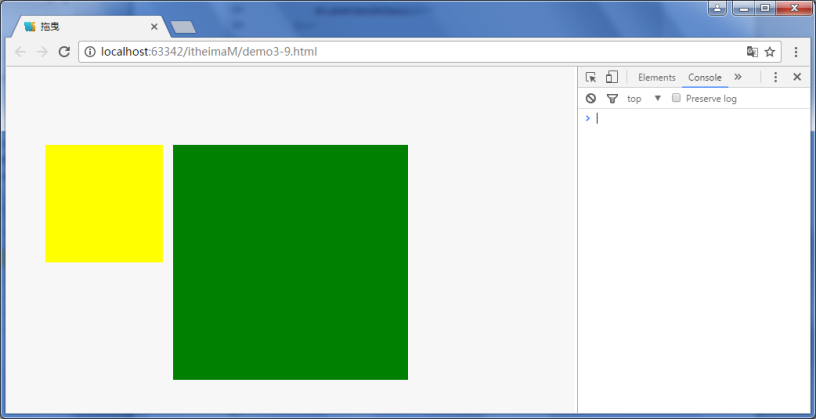 拖曳
localhost:63342/itheimaM/demo3-9.html
Elements Console
top Preserve log